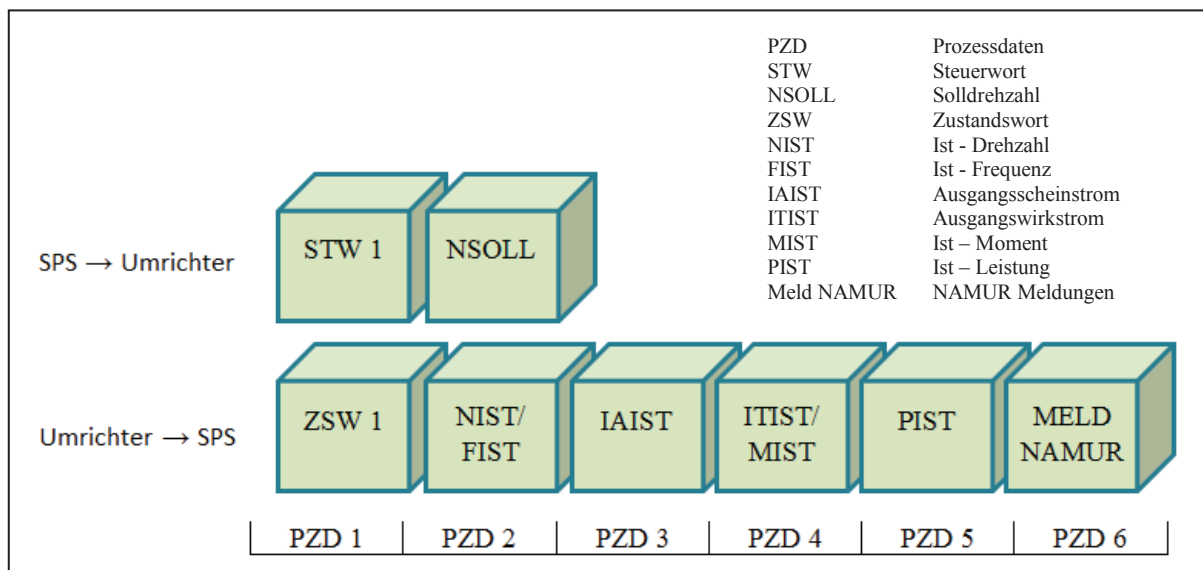 PZD Prozessdaten
STW Steuerwort
NSOLL Solldrehzahl
ZSW Zustandswort
NIST Ist - Drehzahl
FIST Ist - Frequenz
IAIST Ausgangsscheinstrom
ITIST Ausgangswirkstrom
MIST Ist – Moment
PIST Ist – Leistung
Meld NAMUR NAMUR Meldungen
SPS → Umrichter
STW 1
NSOLL
Umrichter → SPS
ZSW 1
NIST/
FIST
IAIST
ITIST/
MIST
PIST
MELD
NAMUR
PZD 1 PZD 2 PZD 3 PZD 4 PZD 5 PZD 6